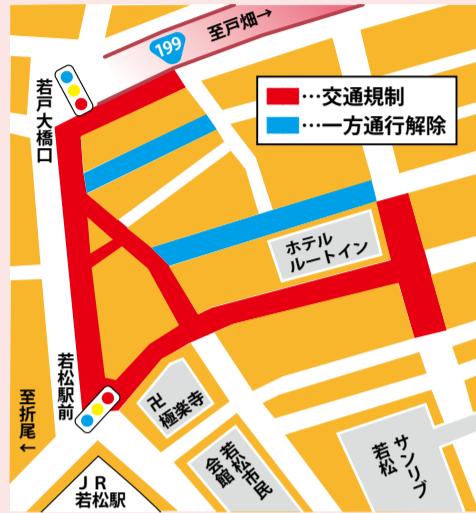 199
至戸畑→
若戸大橋口
…交通規制
…一方通行解除
ホテル
ルートイン
若松駅前
至折尾←
卍
極楽寺
若松市民
会館
サンリブ
若松
JR
若松駅